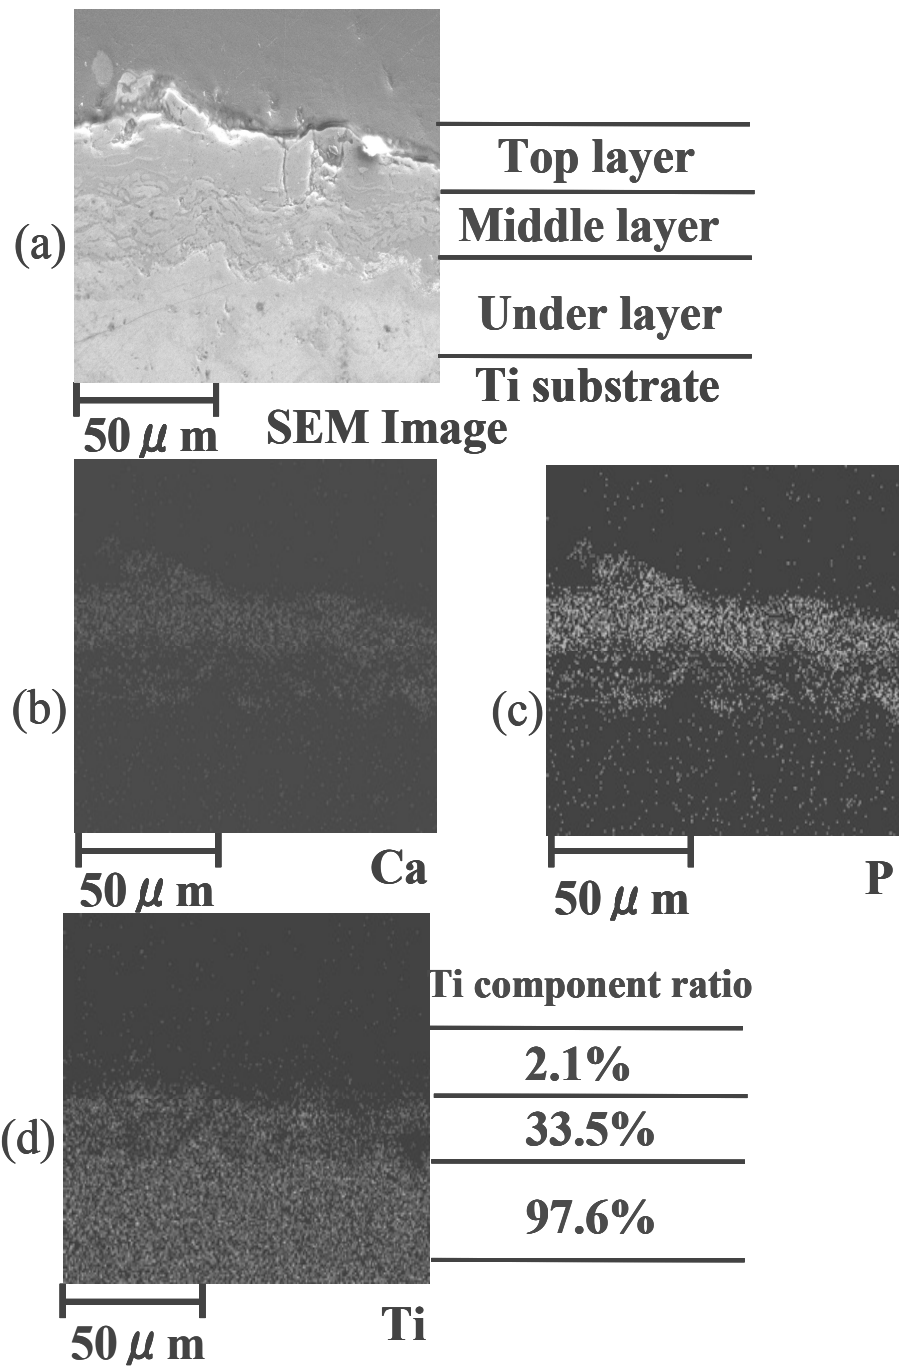 Top layer
Middle layer
(a)
Under layer
Ti substrate
50 μ m
SEM Image
(b)
(c)
50 μ m
Ca
50 μ m
P
Ti component ratio
2.1%
(d)
33.5%
97.6%
50 μ m
Ti